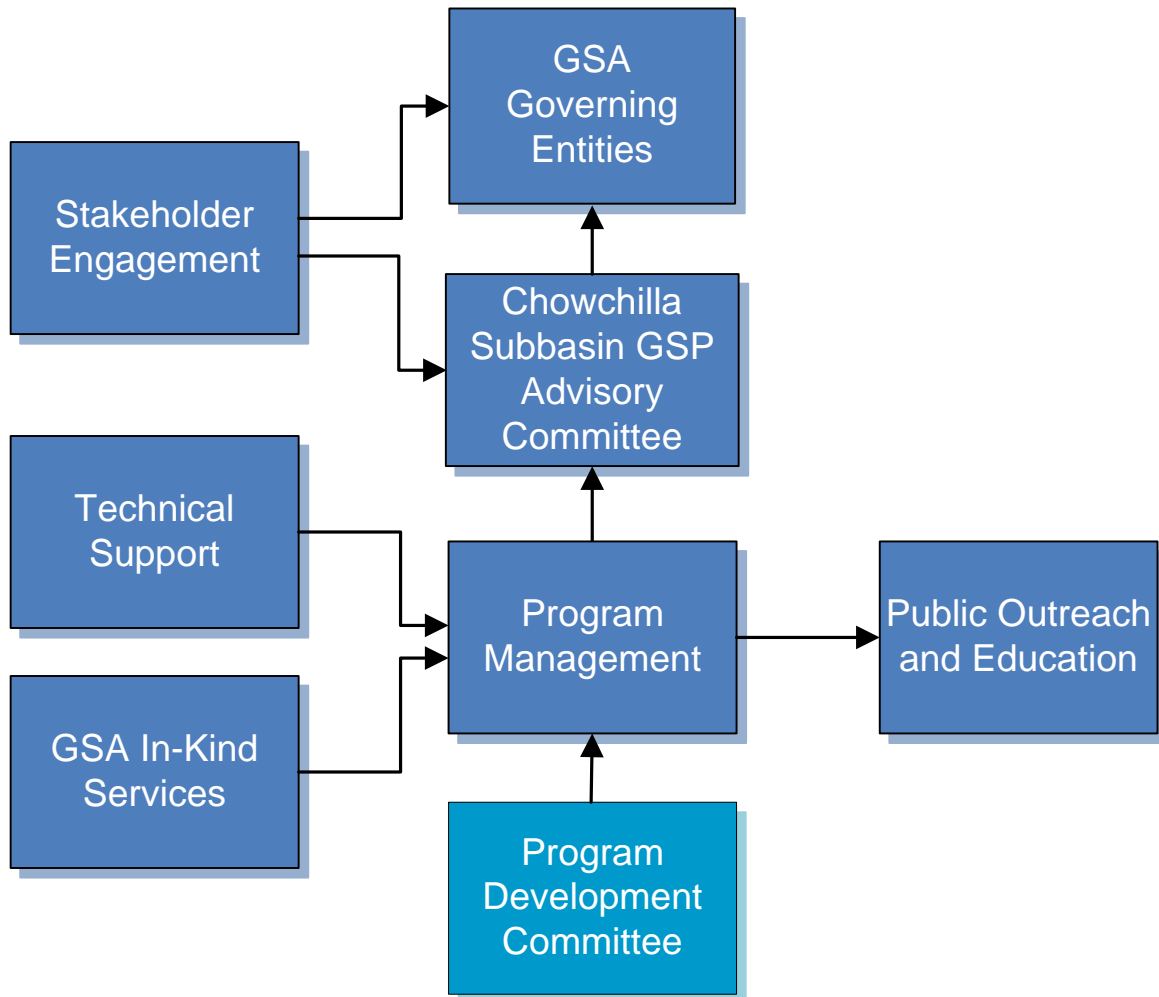 GSA
Governing
Entities
Stakeholder
Engagement
Chowchilla
Subbasin GSP
Advisory
Committee
Technical
Support
Program
Management
Public Outreach
and Education
GSA In-Kind
Services
Program
Development
Committee